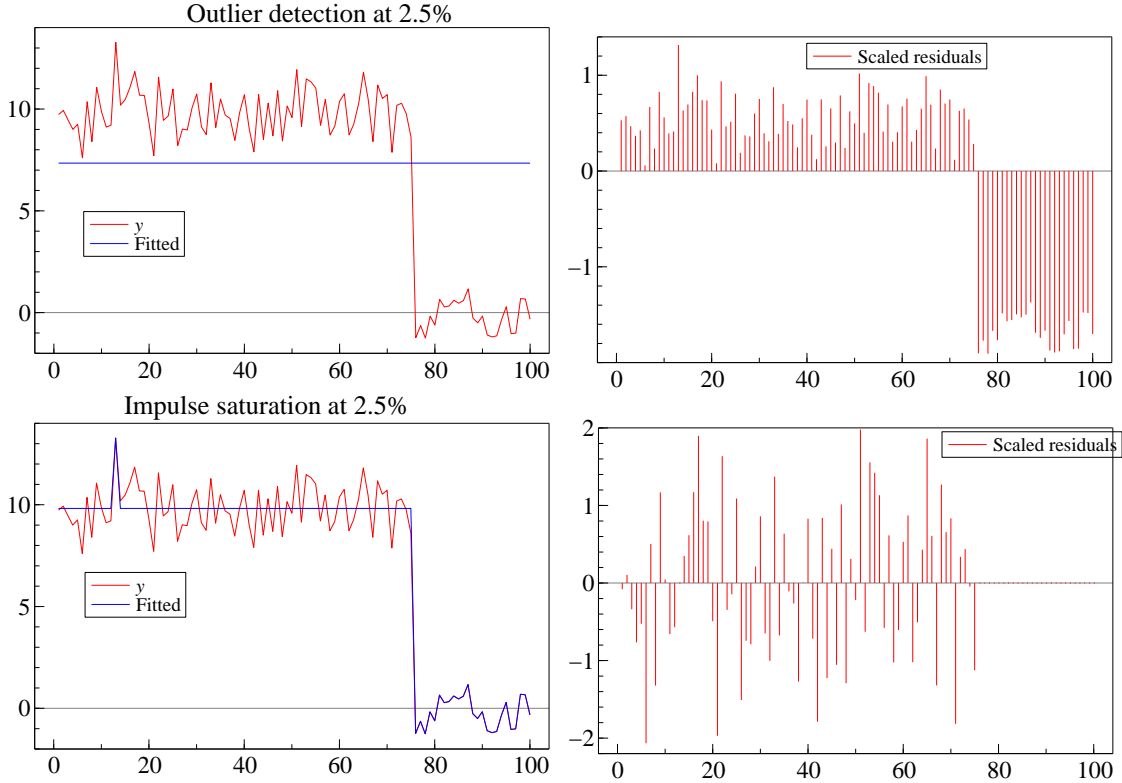 Outlier detection at 2.5%
10
5
0
y
Fitted
0 20 40 60 80 100
Scaled residuals
1
0
−1
0 20 40 60 80 100
Impulse saturation at 2.5%
10
5
0
y
Fitted
0 20 40 60 80 100
Scaled residuals
2
1
0
−1
−2
0 20 40 60 80 100